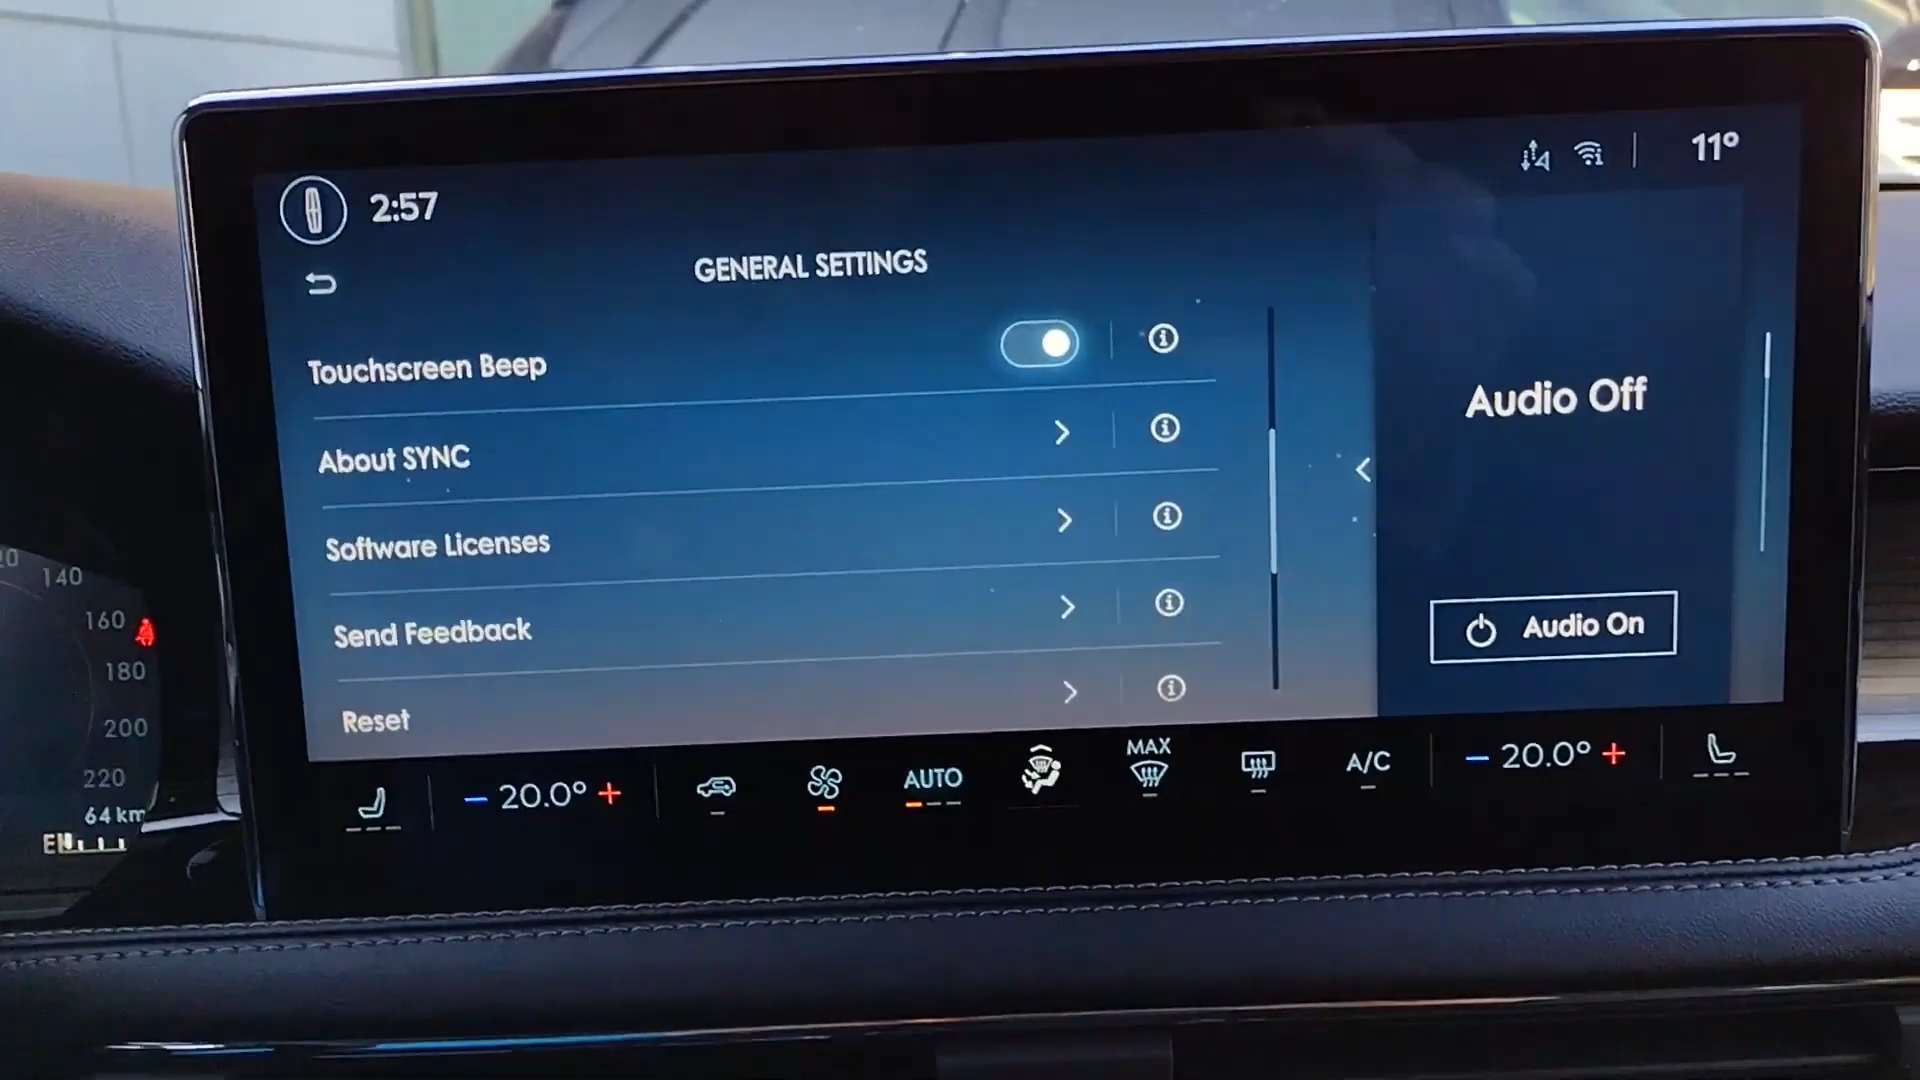 2:57
11°
GENERAL SETTINGS
Touchscreen Beep
About SYNC
Software Licenses
Send Feedback
Reset
Audio Off
Audio On
20.0°
AUTO
MAX
A/C
20.0°
140
160
180
200
220
64 km
E